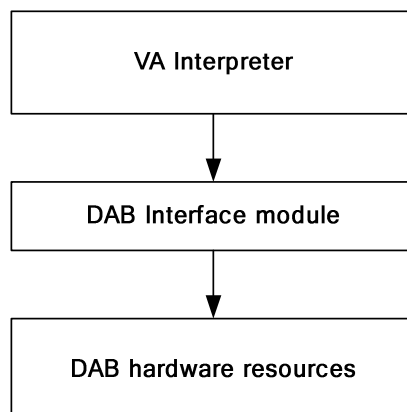 VA Interpreter
DAB Interface module
DAB hardware resources